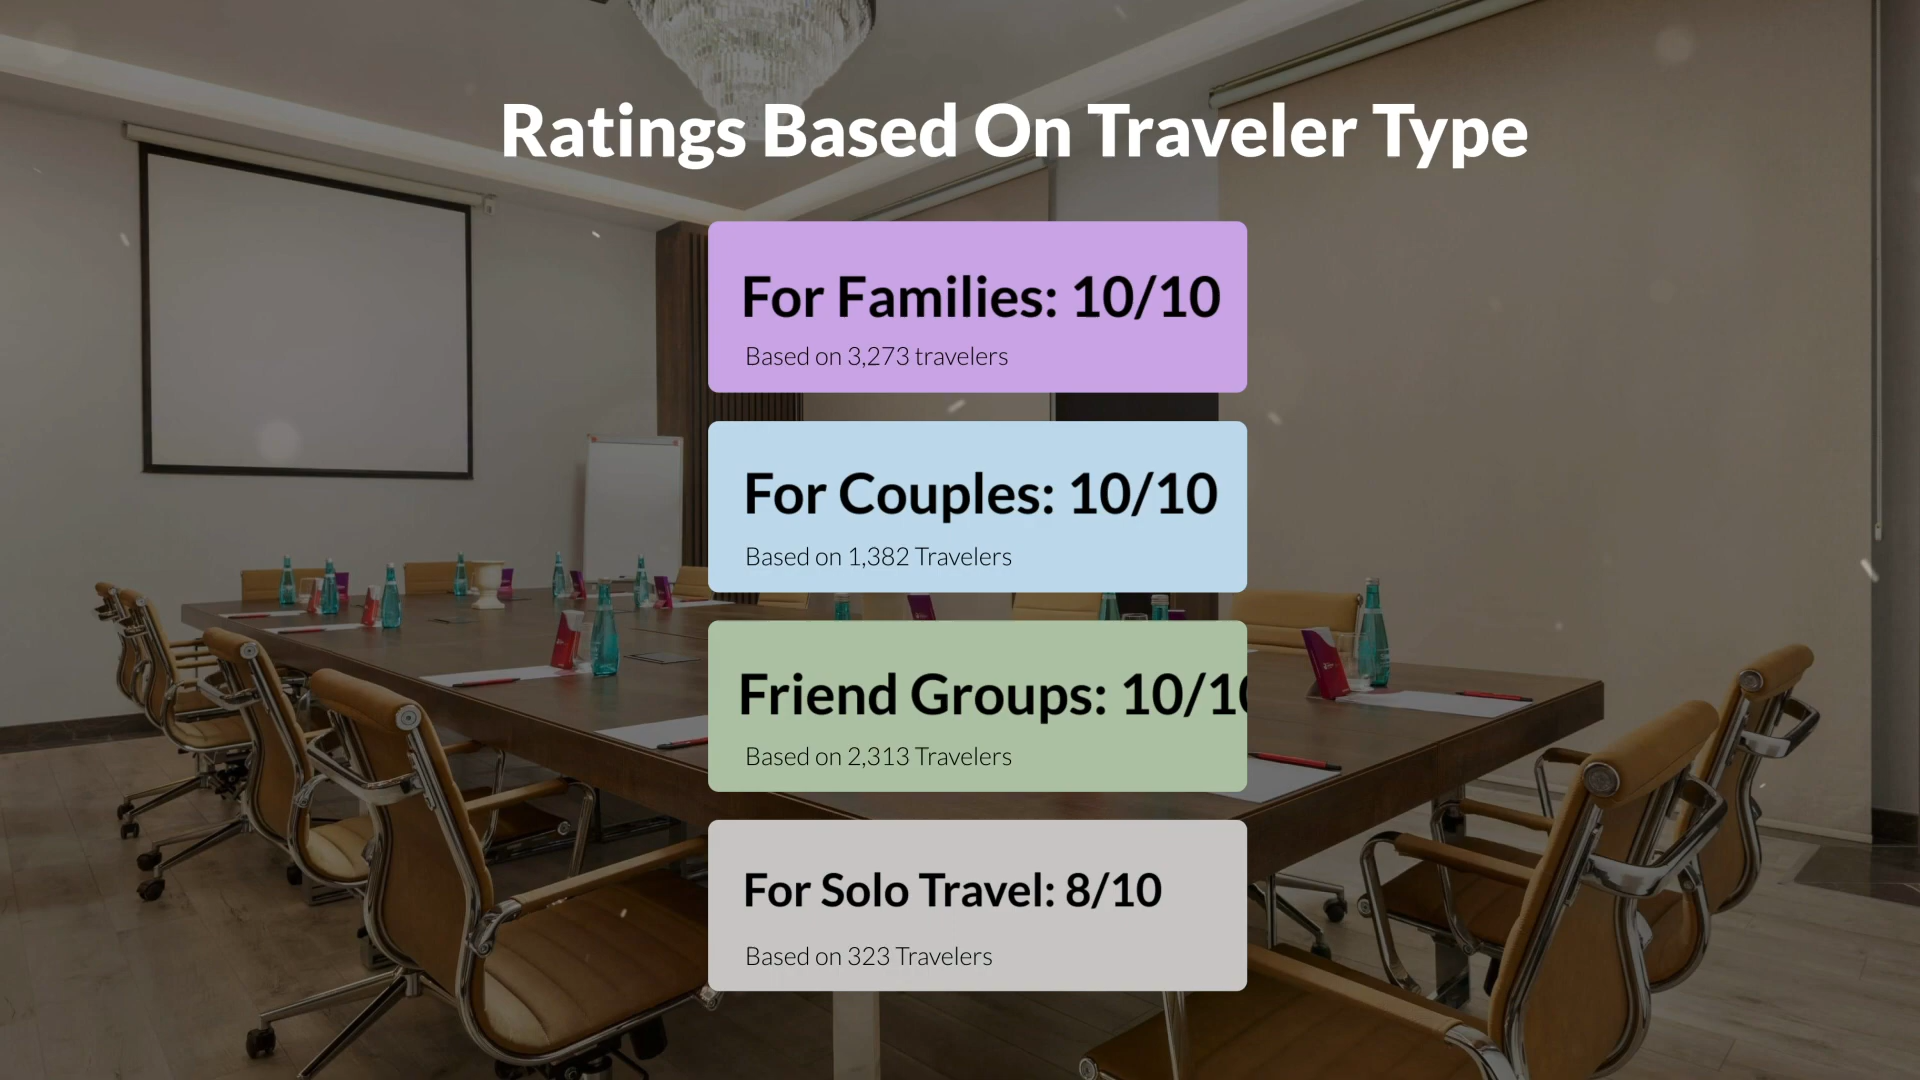 Ratings Based On Traveler Type
For Families: 10/10
Based on 3,273 travelers
For Couples: 10/10
Based on 1,382 Travelers
Friend Groups: 10/10
Based on 2,313 Travelers
For Solo Travel: 8/10
Based on 323 Travelers